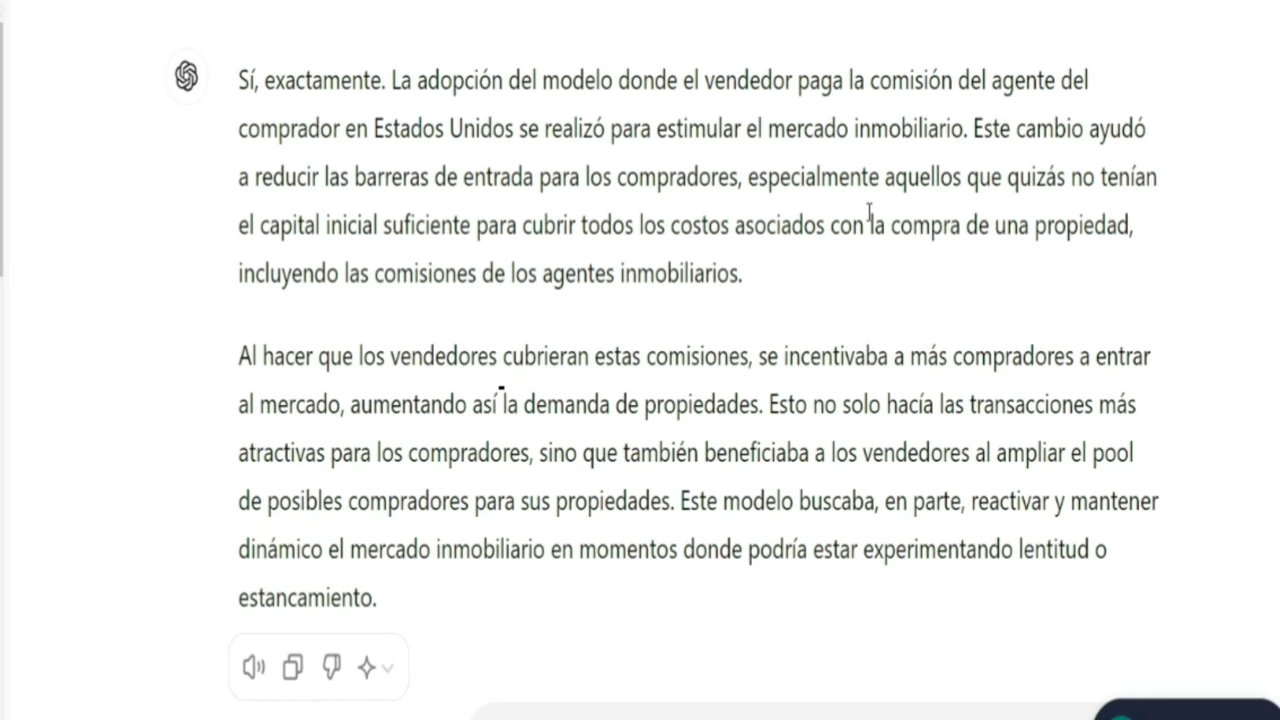 Sí, exactamente. La adopción del modelo donde el vendedor paga la comisión del agente del
comprador en Estados Unidos se realizó para estimular el mercado inmobiliario. Este cambio ayudó
a reducir las barreras de entrada para los compradores, especialmente aquellos que quizás no tenían
el capital inicial suficiente para cubrir todos los costos asociados con la compra de una propiedad,
incluyendo las comisiones de los agentes inmobiliarios.
Al hacer que los vendedores cubrieran estas comisiones, se incentivaba a más compradores a entrar
al mercado, aumentando así la demanda de propiedades. Esto no solo hacía las transacciones más
atractivas para los compradores, sino que también beneficiaba a los vendedores al ampliar el pool
de posibles compradores para sus propiedades. Este modelo buscaba, en parte, reactivar y mantener
dinámico el mercado inmobiliario en momentos donde podría estar experimentando lentitud o
estancamiento.